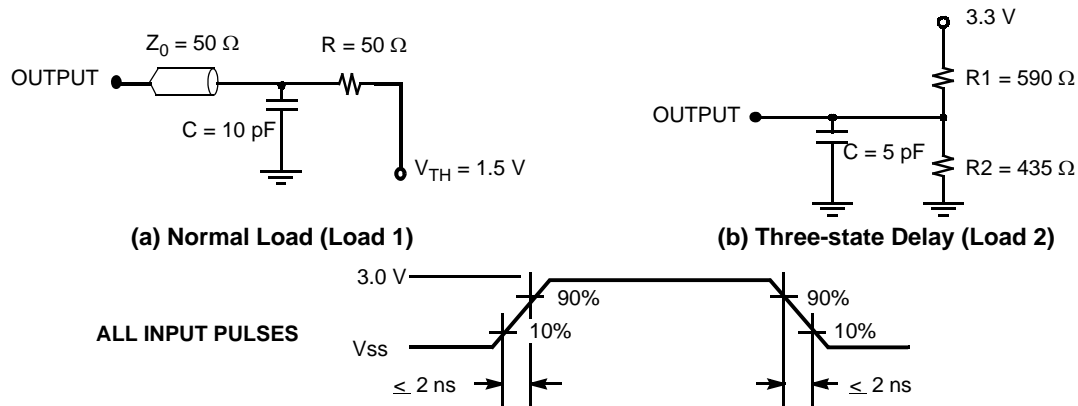 Z0 = 50 Ω
R = 50 Ω
OUTPUT
C = 10 pF
VTH = 1.5 V
(a) Normal Load (Load 1)
3.3 V
R1 = 590 Ω
OUTPUT
C = 5 pF
R2 = 435 Ω
(b) Three-state Delay (Load 2)
3.0 V
90%
90%
ALL INPUT PULSES
10%
10%
Vss
≤ 2 ns
≤ 2 ns